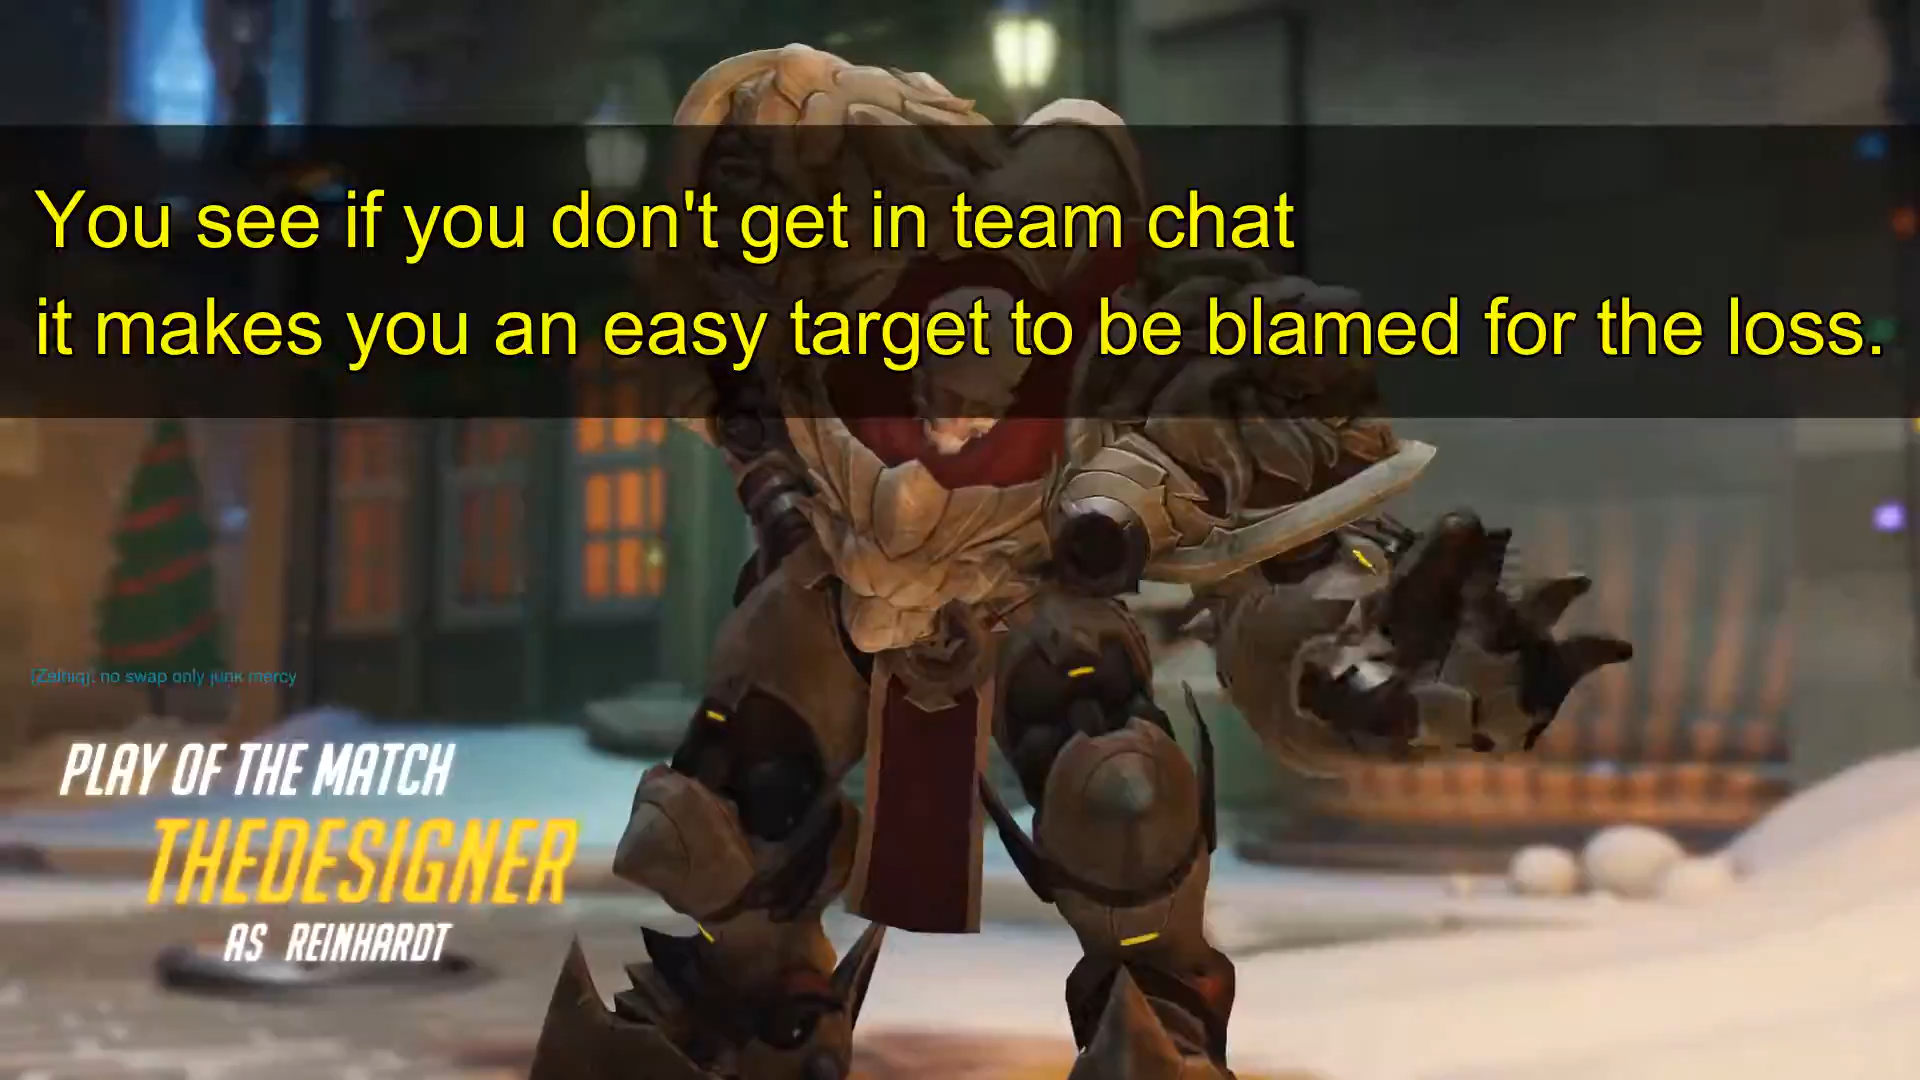 You see if you don't get in team chat
it makes you an easy target to be blamed for the loss.
[Zelniq]: no swap only junk mercy
PLAY OF THE MATCH
THEDESIGNER
AS REINHARDT